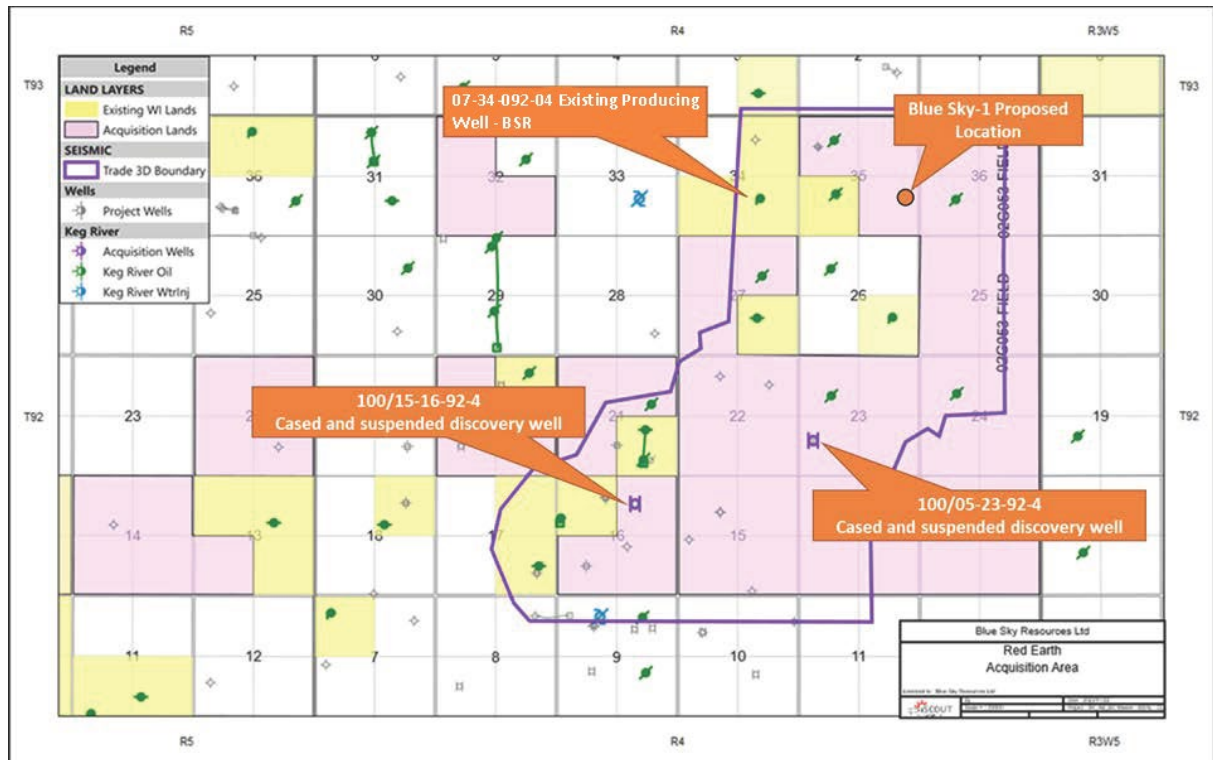 R5
R4
R3W5
T93
T93
Legend
LAND LAYERS
Existing WI Lands
Acquisition Lands
SEISMIC
Trade 3D Boundary
Wells
Project Wells
Keg River
Acquisition Wells
Keg River Oil
Keg River WtrInj
07-34-092-04 Existing Producing
Well - BSR
Blue Sky-1 Proposed
Location
36
31
32
33
34
35
36
31
02G053 FIELD
25
30
29
28
27
26
24
30
02G053 FIELD
100/15-16-92-4
Cased and suspended discovery well
T92
23
21
22
23
24
19
T92
100/05-23-92-4
Cased and suspended discovery well
14
13
18
17
16
15
11
12
7
8
9
10
11
Blue Sky Resources Ltd
Red Earth
Acquisition Area
R5
R4
R3W5